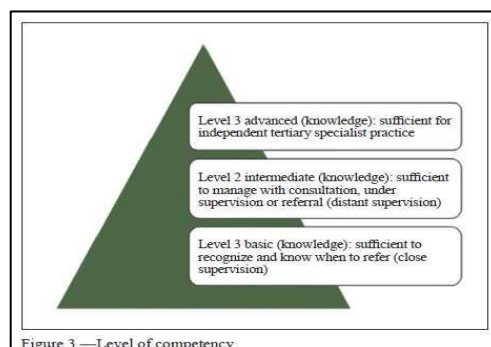 Level 3 advanced (knowledge): sufficient for
independent tertiary specialist practice
Level 2 intermediate (knowledge): sufficient
to manage with consultation, under
supervision or referral (distant supervision)
Level 3 basic (knowledge): sufficient to
recognize and know when to refer (close
supervision)
Figure 3 —Level of competency